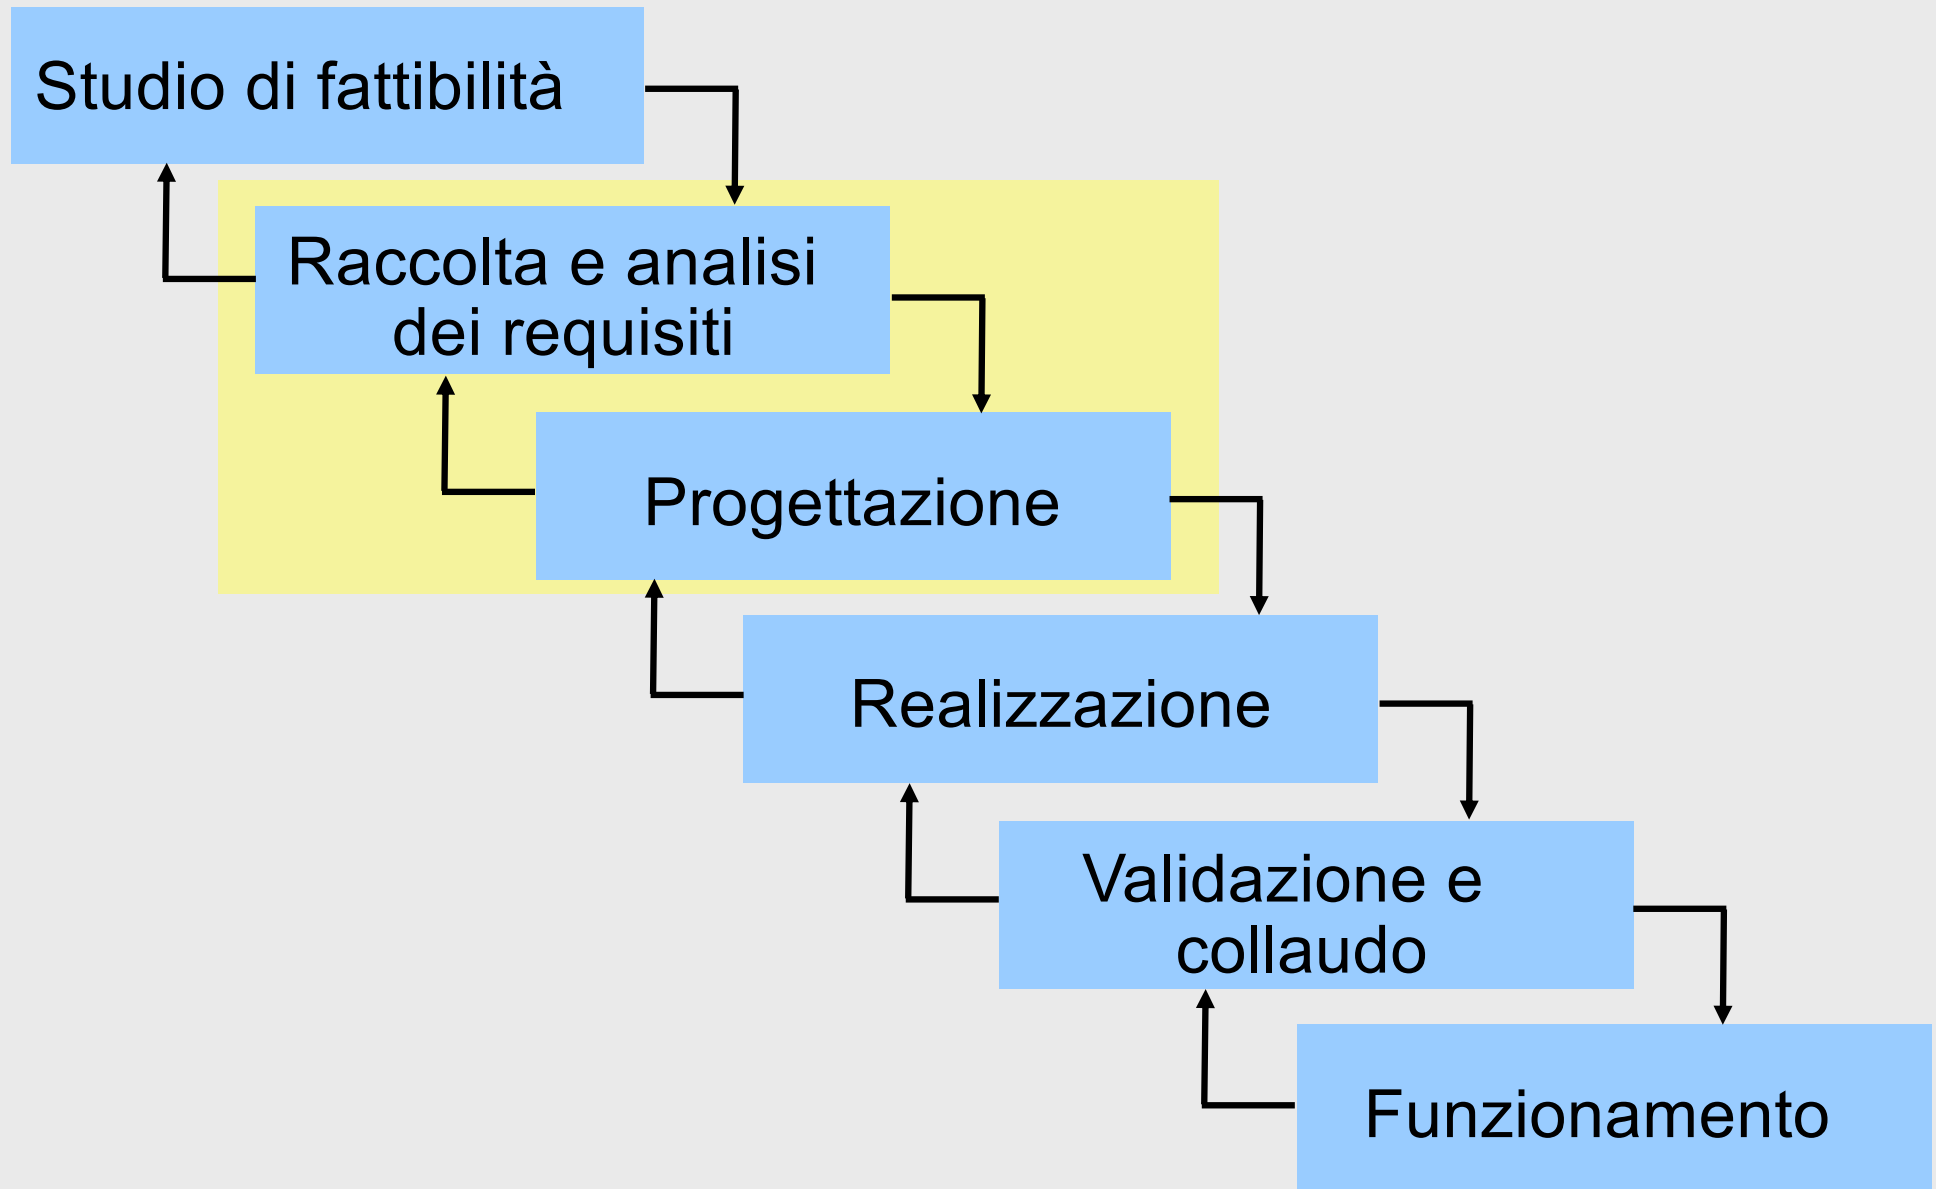 Studio di fattibilità
Raccolta e analisi
dei requisiti
Progettazione
Realizzazione
Validazione e
collaudo
Funzionamento